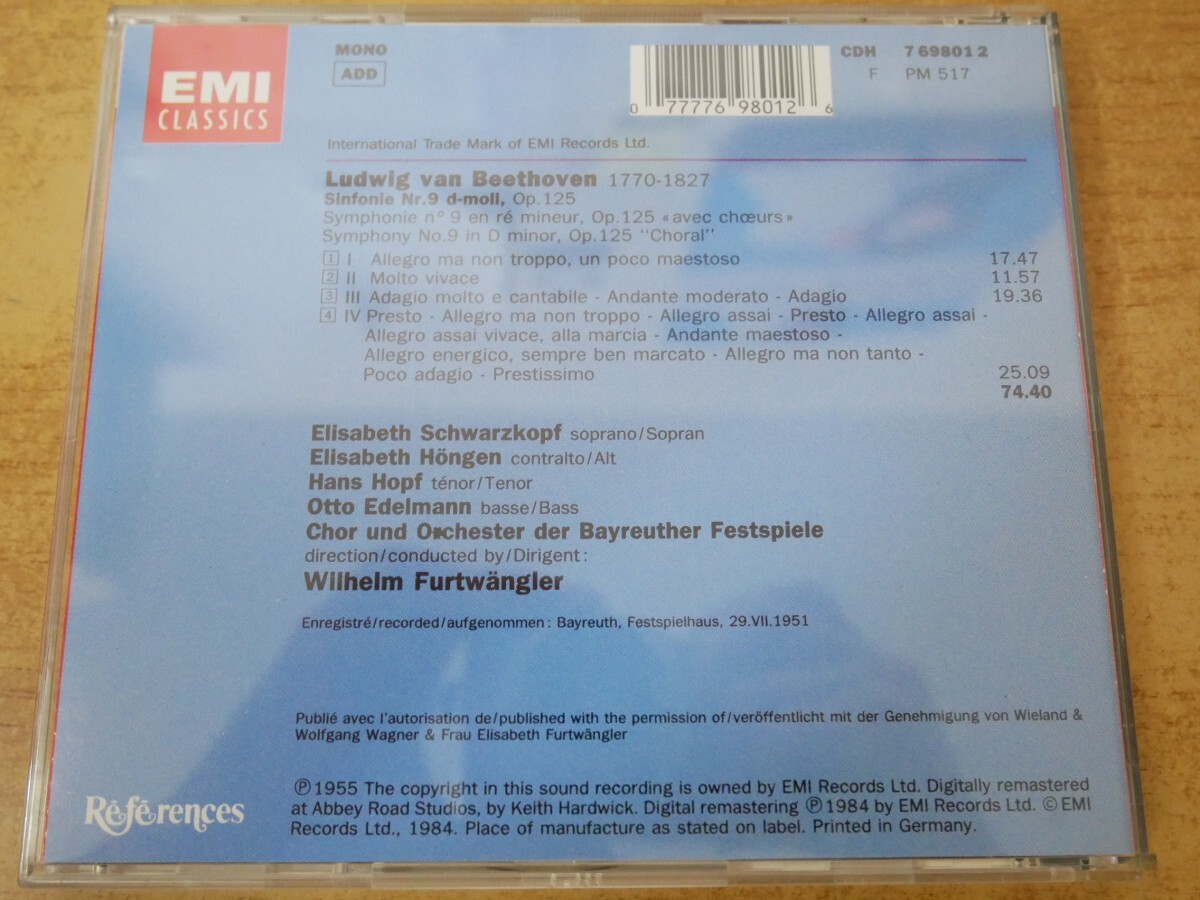 EMI
CLASSICS
MONO
ADD
0 77776 98012 6
CDH 7 69801 2
F PM 517
International Trade Mark of EMI Records Ltd.
Ludwig van Beethoven 1770-1827
Sinfonie Nr.9 d-moll, Op.125
Symphonie n° 9 en ré mineur, Op.125 «avec chœurs»
Symphony No.9 in D minor, Op.125 "Choral"
1 I Allegro ma non troppo, un poco maestoso 17.47
2 II Molto vivace 11.57
3 III Adagio molto e cantabile - Andante moderato - Adagio 19.36
4 IV Presto - Allegro ma non troppo - Allegro assai - Presto - Allegro assai -
Allegro assai vivace, alla marcia - Andante maestoso -
Allegro energico, sempre ben marcato - Allegro ma non tanto -
Poco adagio - Prestissimo 25.09
74.40
Elisabeth Schwarzkopf soprano/Sopran
Elisabeth Höngen contralto/Alt
Hans Hopf ténor/Tenor
Otto Edelmann basse/Bass
Chor und Orchester der Bayreuther Festspiele
direction/conducted by/Dirigent:
Wilhelm Furtwängler
Enregistré/recorded/aufgenommen: Bayreuth, Festspielhaus, 29.VII.1951
Publié avec l'autorisation de/published with the permission of/veröffentlicht mit der Genehmigung von Wieland &
Wolfgang Wagner & Frau Elisabeth Furtwängler
℗1955 The copyright in this sound recording is owned by EMI Records Ltd. Digitally remastered
at Abbey Road Studios, by Keith Hardwick. Digital remastering ℗1984 by EMI Records Ltd. © EMI
Records Ltd., 1984. Place of manufacture as stated on label. Printed in Germany.
Références